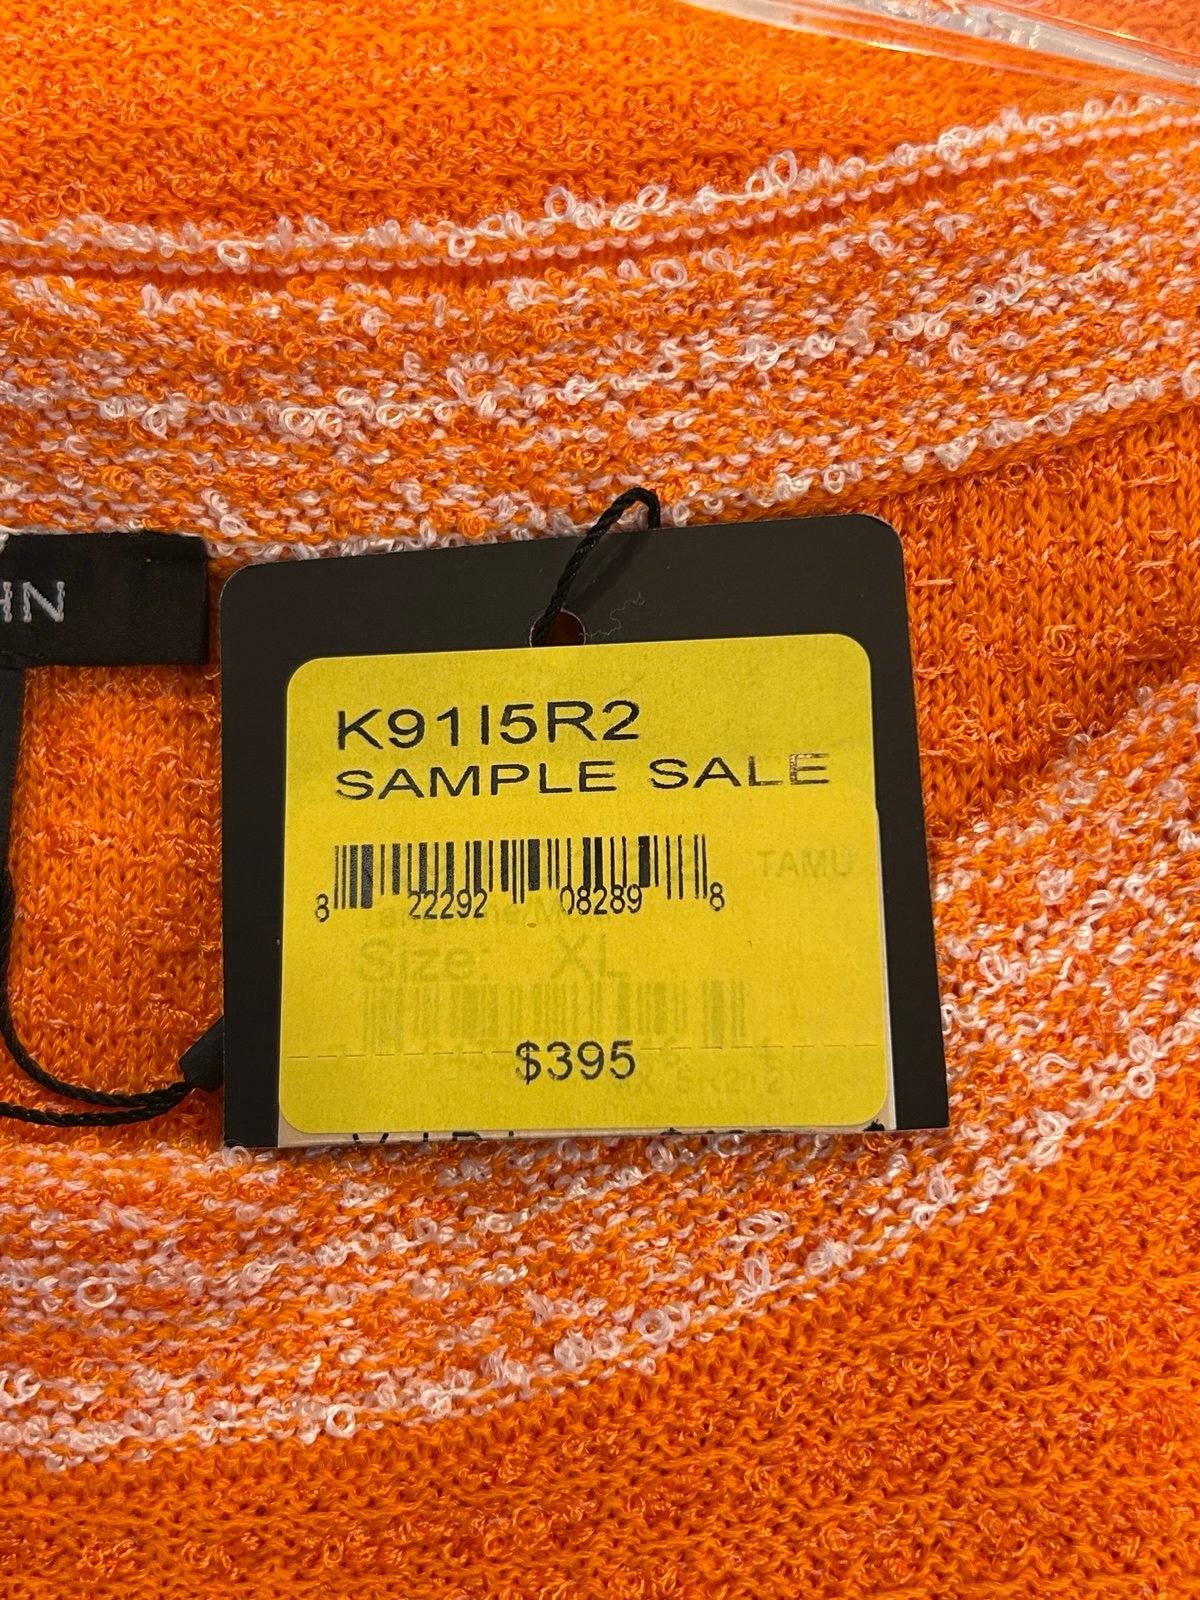 HN
K91I5R2
SAMPLE SALE
TAMU
8 22292 08289 8
Size: XL
$395